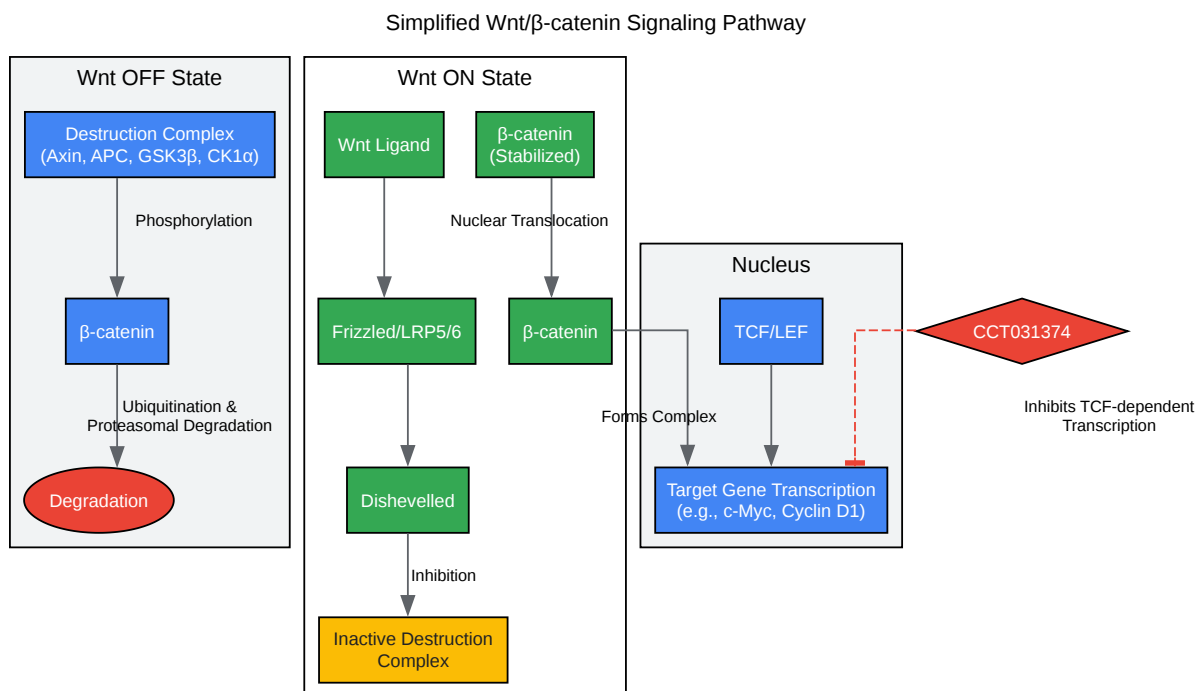 Simplified Wnt/β-catenin Signaling Pathway
Wnt OFF State
Destruction Complex
(Axin, APC, GSK3β, CK1α)
Phosphorylation
β-catenin
Ubiquitination &
Proteasomal Degradation
Degradation
Wnt ON State
Wnt Ligand
β-catenin
(Stabilized)
Nuclear Translocation
Frizzled/LRP5/6
β-catenin
Forms Complex
Dishevelled
Inhibition
Inactive Destruction
Complex
Nucleus
TCF/LEF
Target Gene Transcription
(e.g., c-Myc, Cyclin D1)
CCT031374
Inhibits TCF-dependent
Transcription